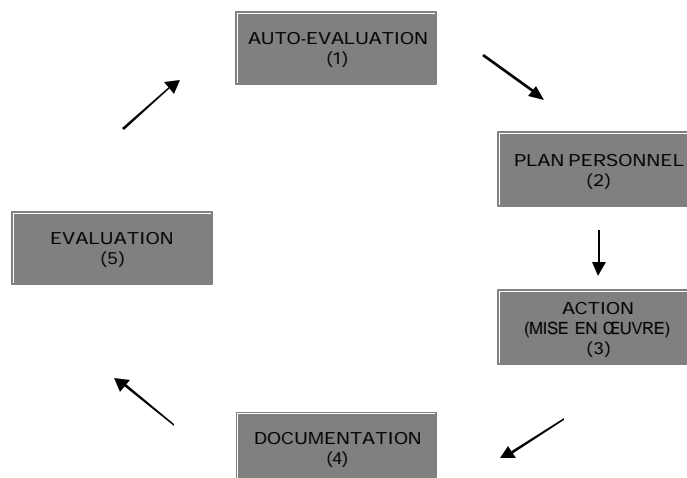 AUTO-EVALUATION
(1)
PLAN PERSONNEL
(2)
ACTION
(MISE EN ŒUVRE)
(3)
DOCUMENTATION
(4)
EVALUATION
(5)